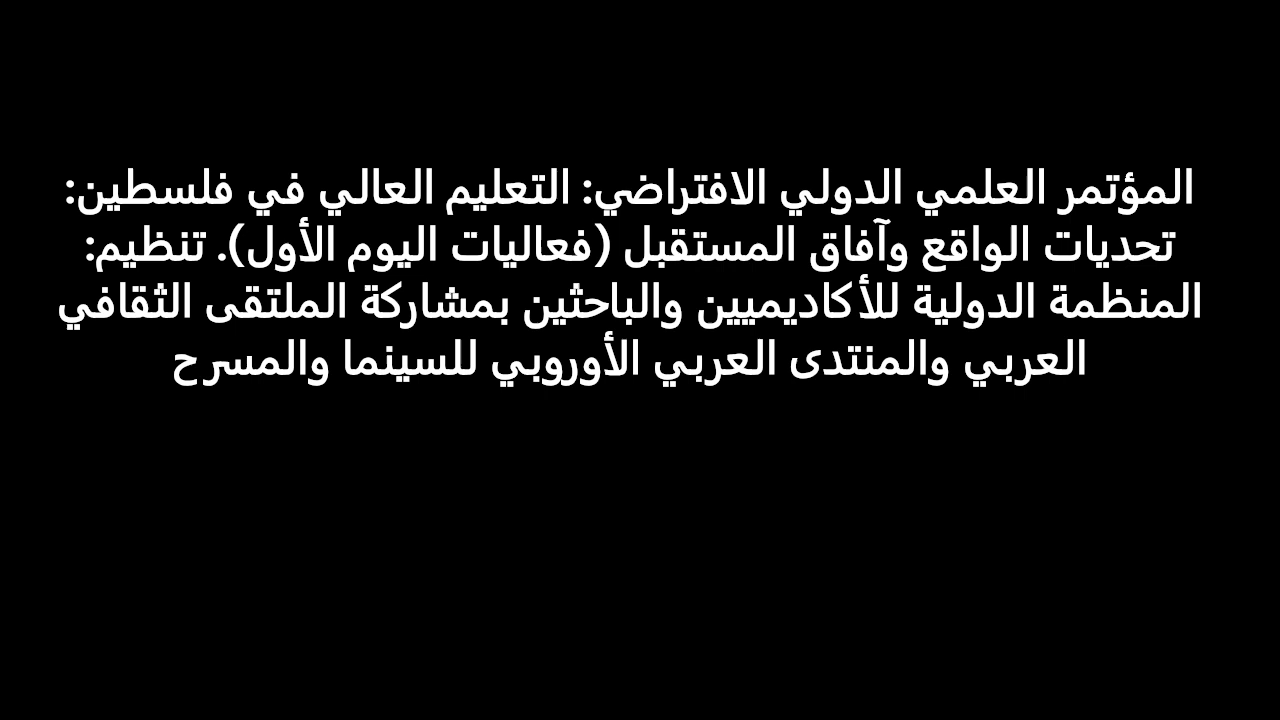 المؤتمر العلمي الدولي الافتراضي: التعليم العالي في فلسطين:
تحديات الواقع وآفاق المستقبل (فعاليات اليوم الأول). تنظيم:
المنظمة الدولية للأكاديميين والباحثين بمشاركة الملتقى الثقافي
العربي والمنتدى العربي الأوروبي للسينما والمسرح